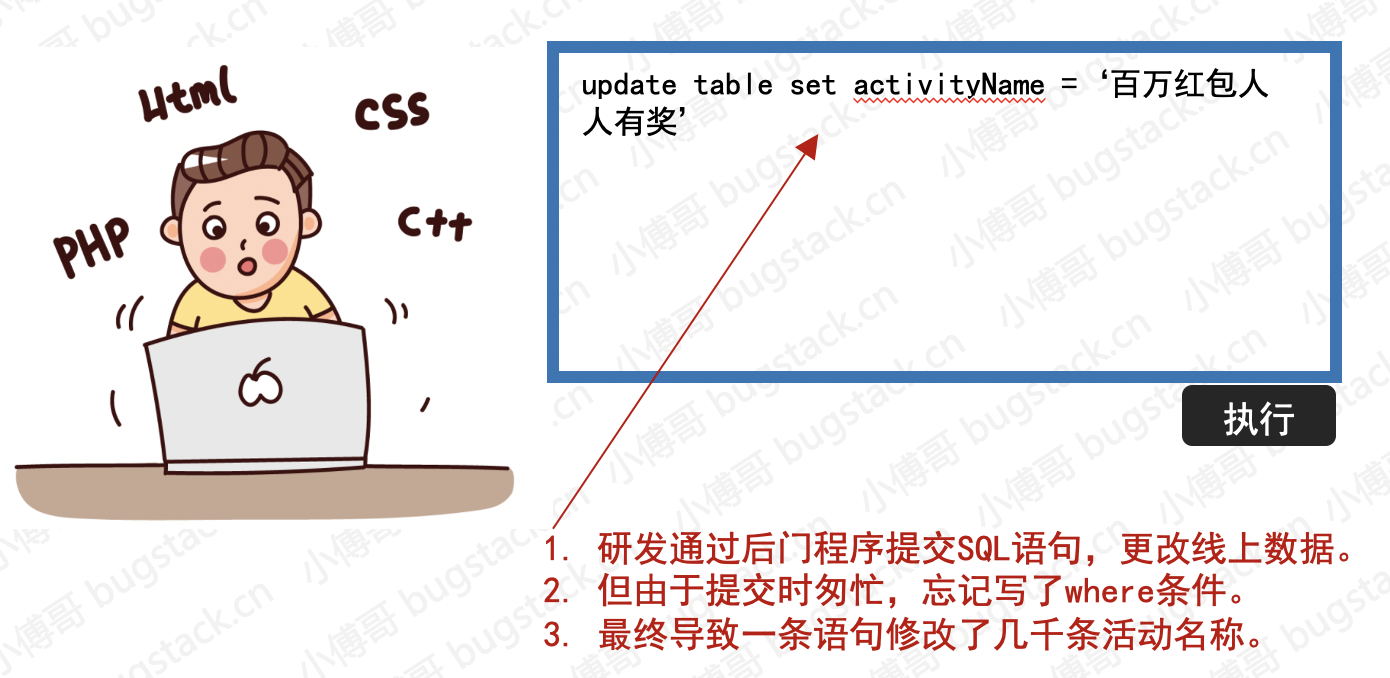 Html
CSS
PHP
C++
update table set activityName = ‘百万红包人
人有奖’
执行
1. 研发通过后门程序提交SQL语句，更改线上数据。
2. 但由于提交时匆忙，忘记写了where条件。
3. 最终导致一条语句修改了几千条活动名称。
小傅哥 bugstack.cn